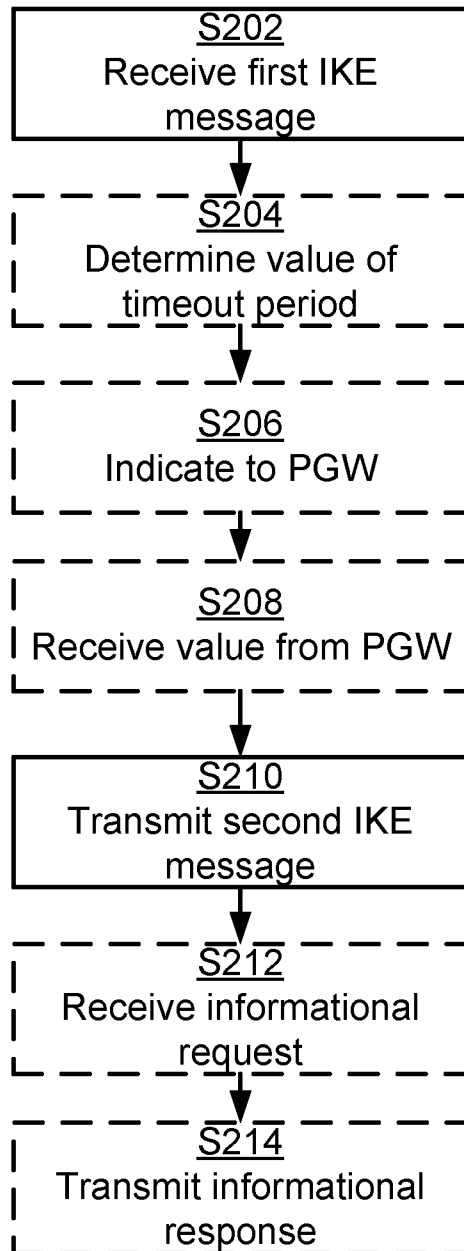 S202
Receive first IKE
message
S204
Determine value of
timeout period
S206
Indicate to PGW
S208
Receive value from PGW
S210
Transmit second IKE
message
S212
Receive informational
request
S214
Transmit informational
response